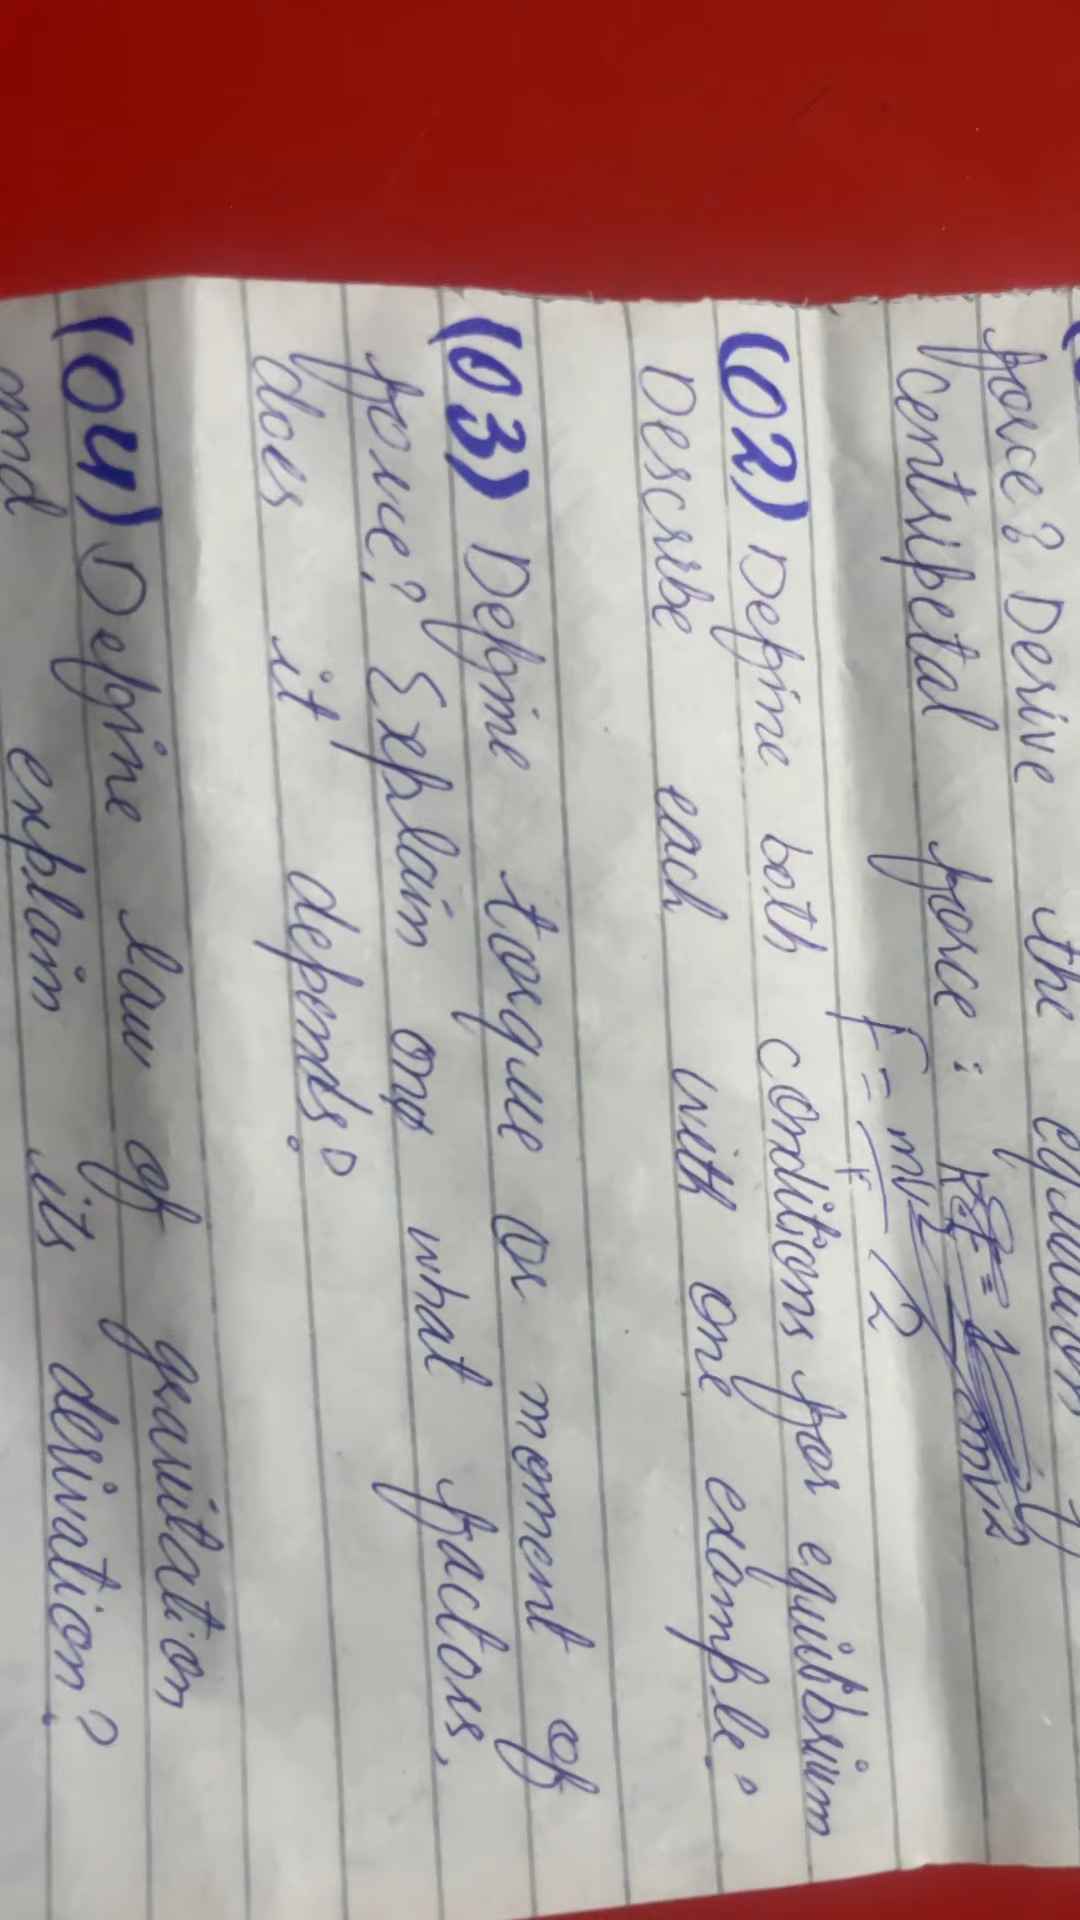 force? Derive the equation
centripetal force :
F = mv2 / r 2
(02) Define both conditions for equilibrium
Describe each with one example?
(03) Define torque or moment of
force? Explain on what factors,
does it depends?
(04) Define law of gravitation
and explain its derivation?